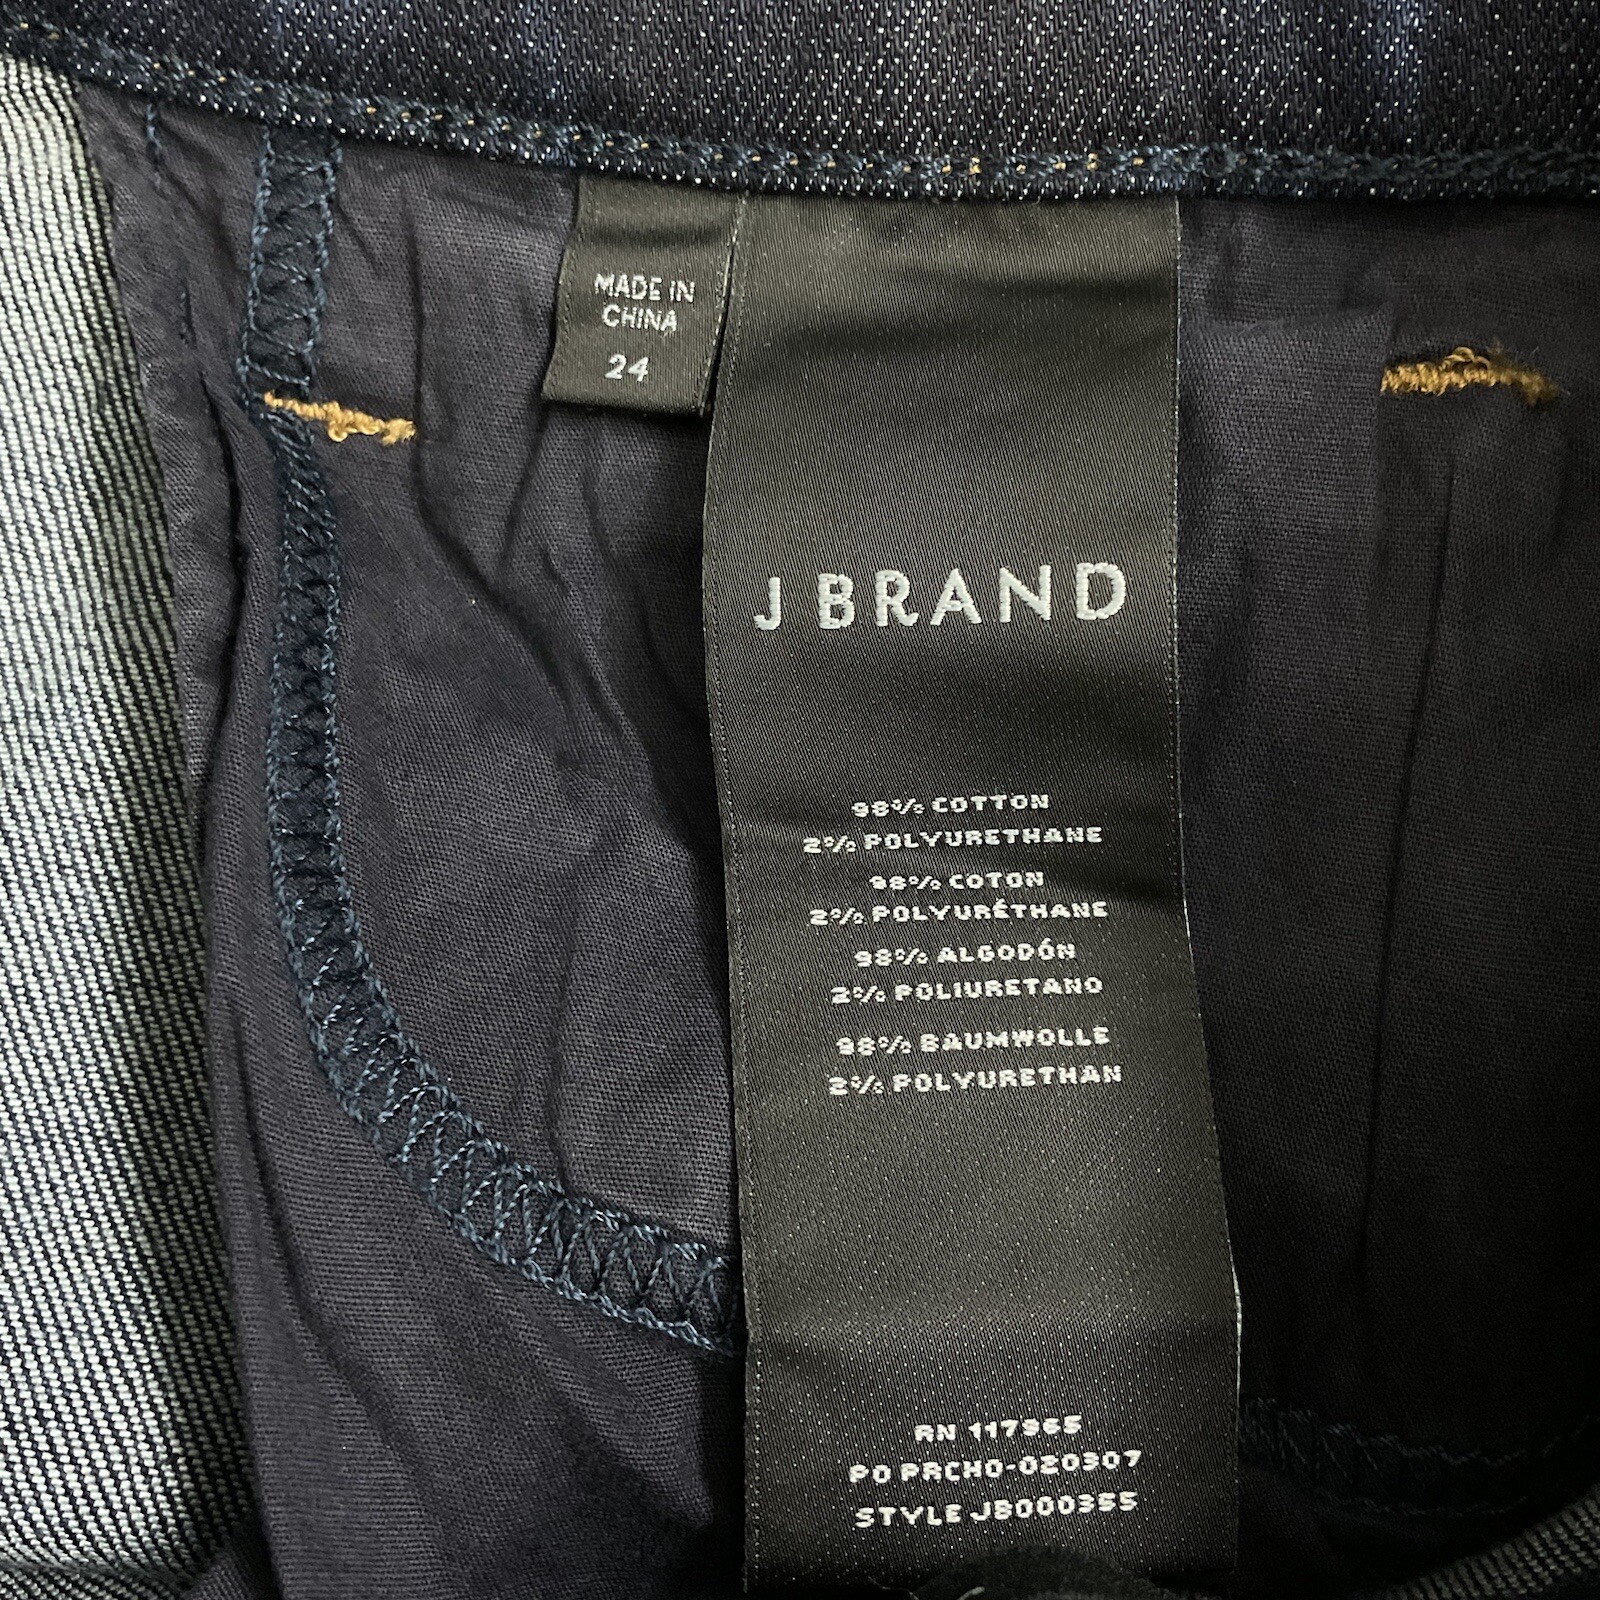 MADE IN
CHINA
24
J BRAND
98% COTTON
2% POLYURETHANE
98% COTON
2% POLYURÉTHANE
98% ALGODÓN
2% POLIURETANO
98% BAUMWOLLE
2% POLYURETHAN
RN 117365
PO PRCHO-020307
STYLE JB000355